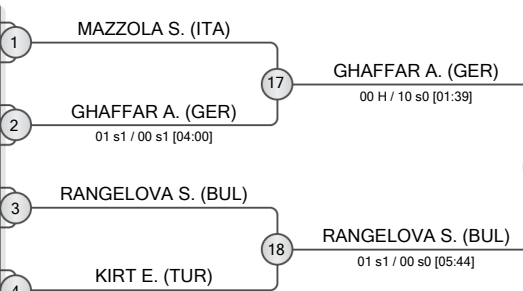 MAZZOLA S. (ITA)
1
17
GHAFFAR A. (GER)
00 H / 10 s0 [01:39]
GHAFFAR A. (GER)
2
01 s1 / 00 s1 [04:00]
RANGELOVA S. (BUL)
3
18
RANGELOVA S. (BUL)
01 s1 / 00 s0 [05:44]
KIRT E. (TUR)
4